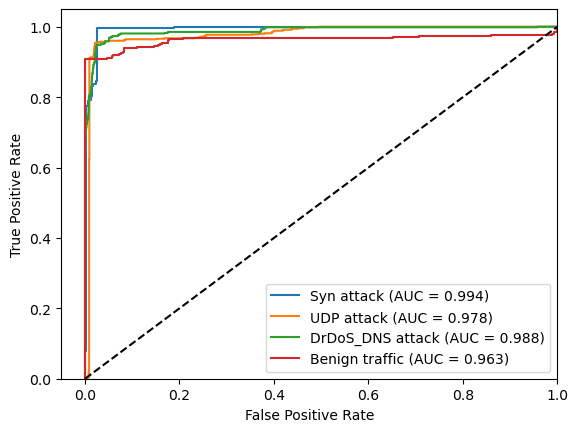 1.0
0.8
0.6
0.4
0.2
0.0
True Positive Rate
Syn attack (AUC = 0.994)
UDP attack (AUC = 0.978)
DrDoS_DNS attack (AUC = 0.988)
Benign traffic (AUC = 0.963)
0.0 0.2 0.4 0.6 0.8 1.0
False Positive Rate